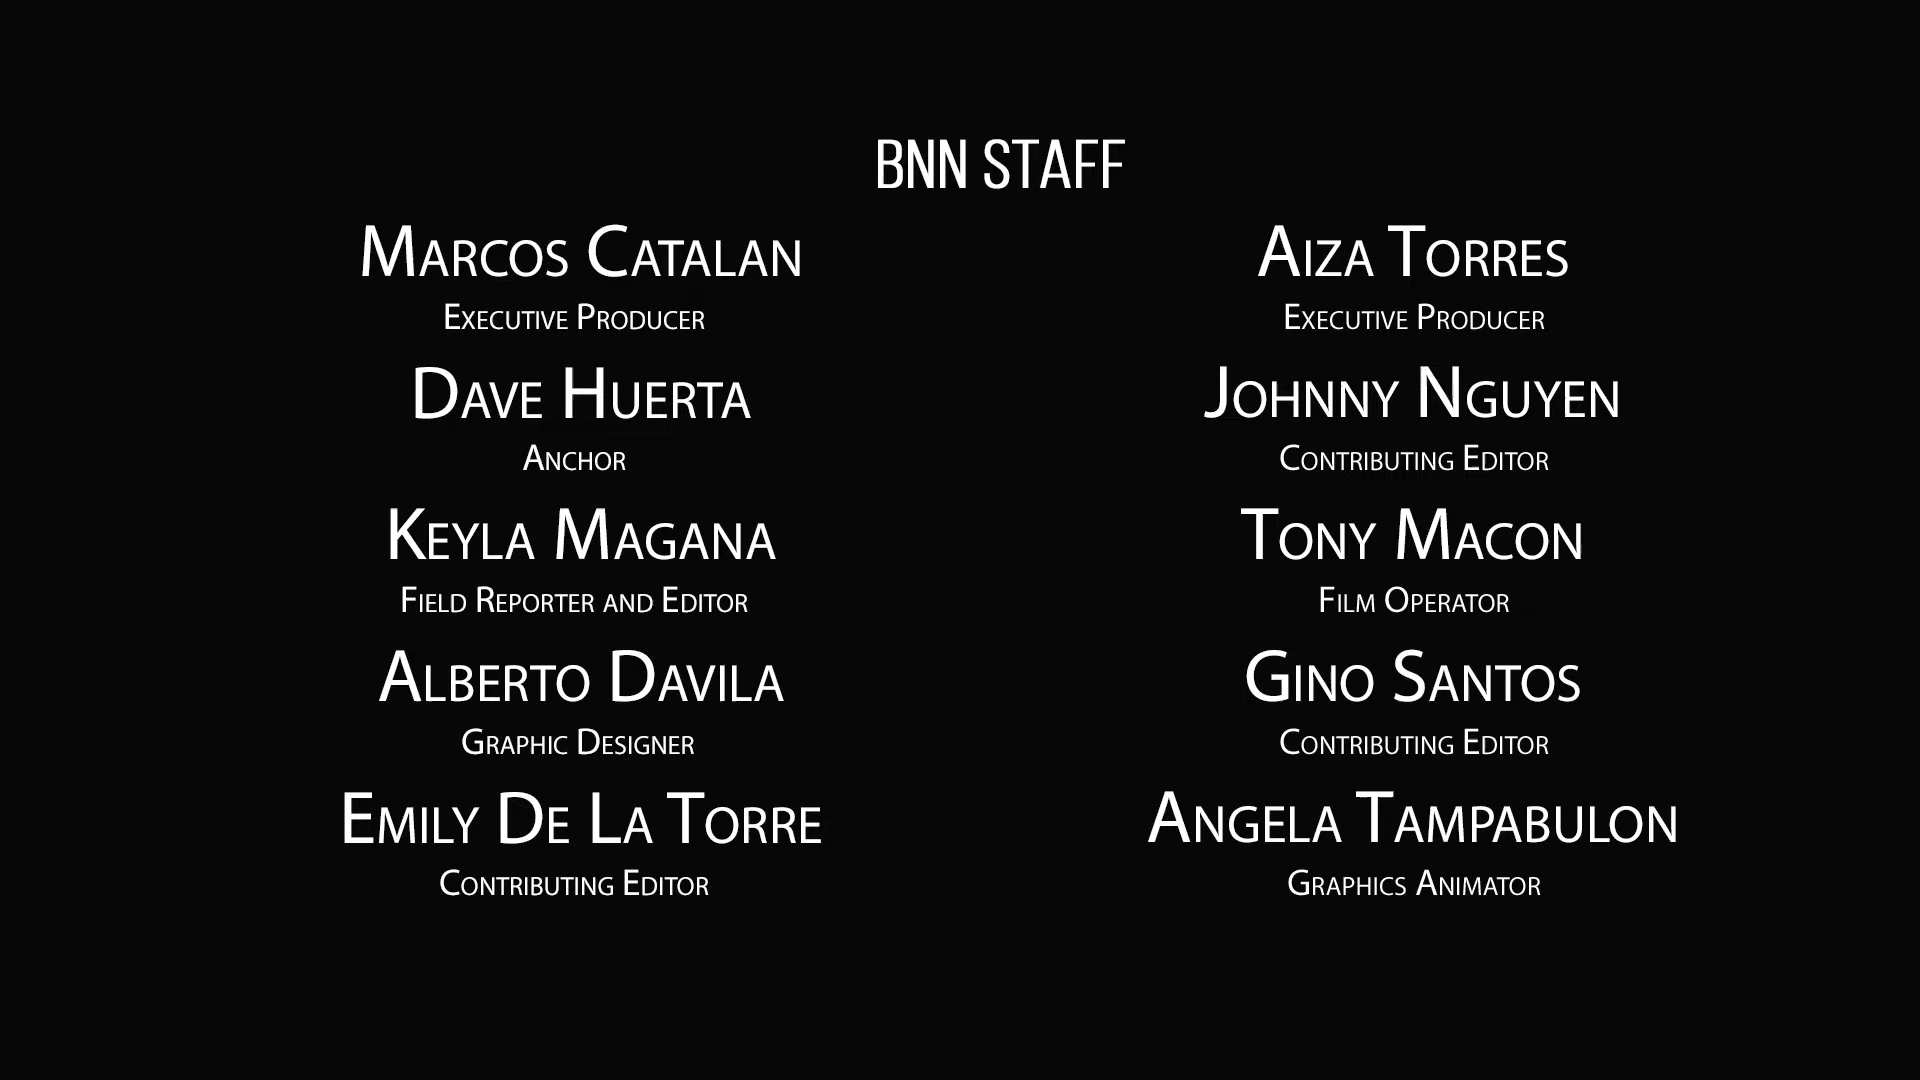 BNN STAFF
Marcos Catalan
Executive Producer
Dave Huerta
Anchor
Keyla Magana
Field Reporter and Editor
Alberto Davila
Graphic Designer
Emily De La Torre
Contributing Editor
Aiza Torres
Executive Producer
Johnny Nguyen
Contributing Editor
Tony Macon
Film Operator
Gino Santos
Contributing Editor
Angela Tampabulon
Graphics Animator